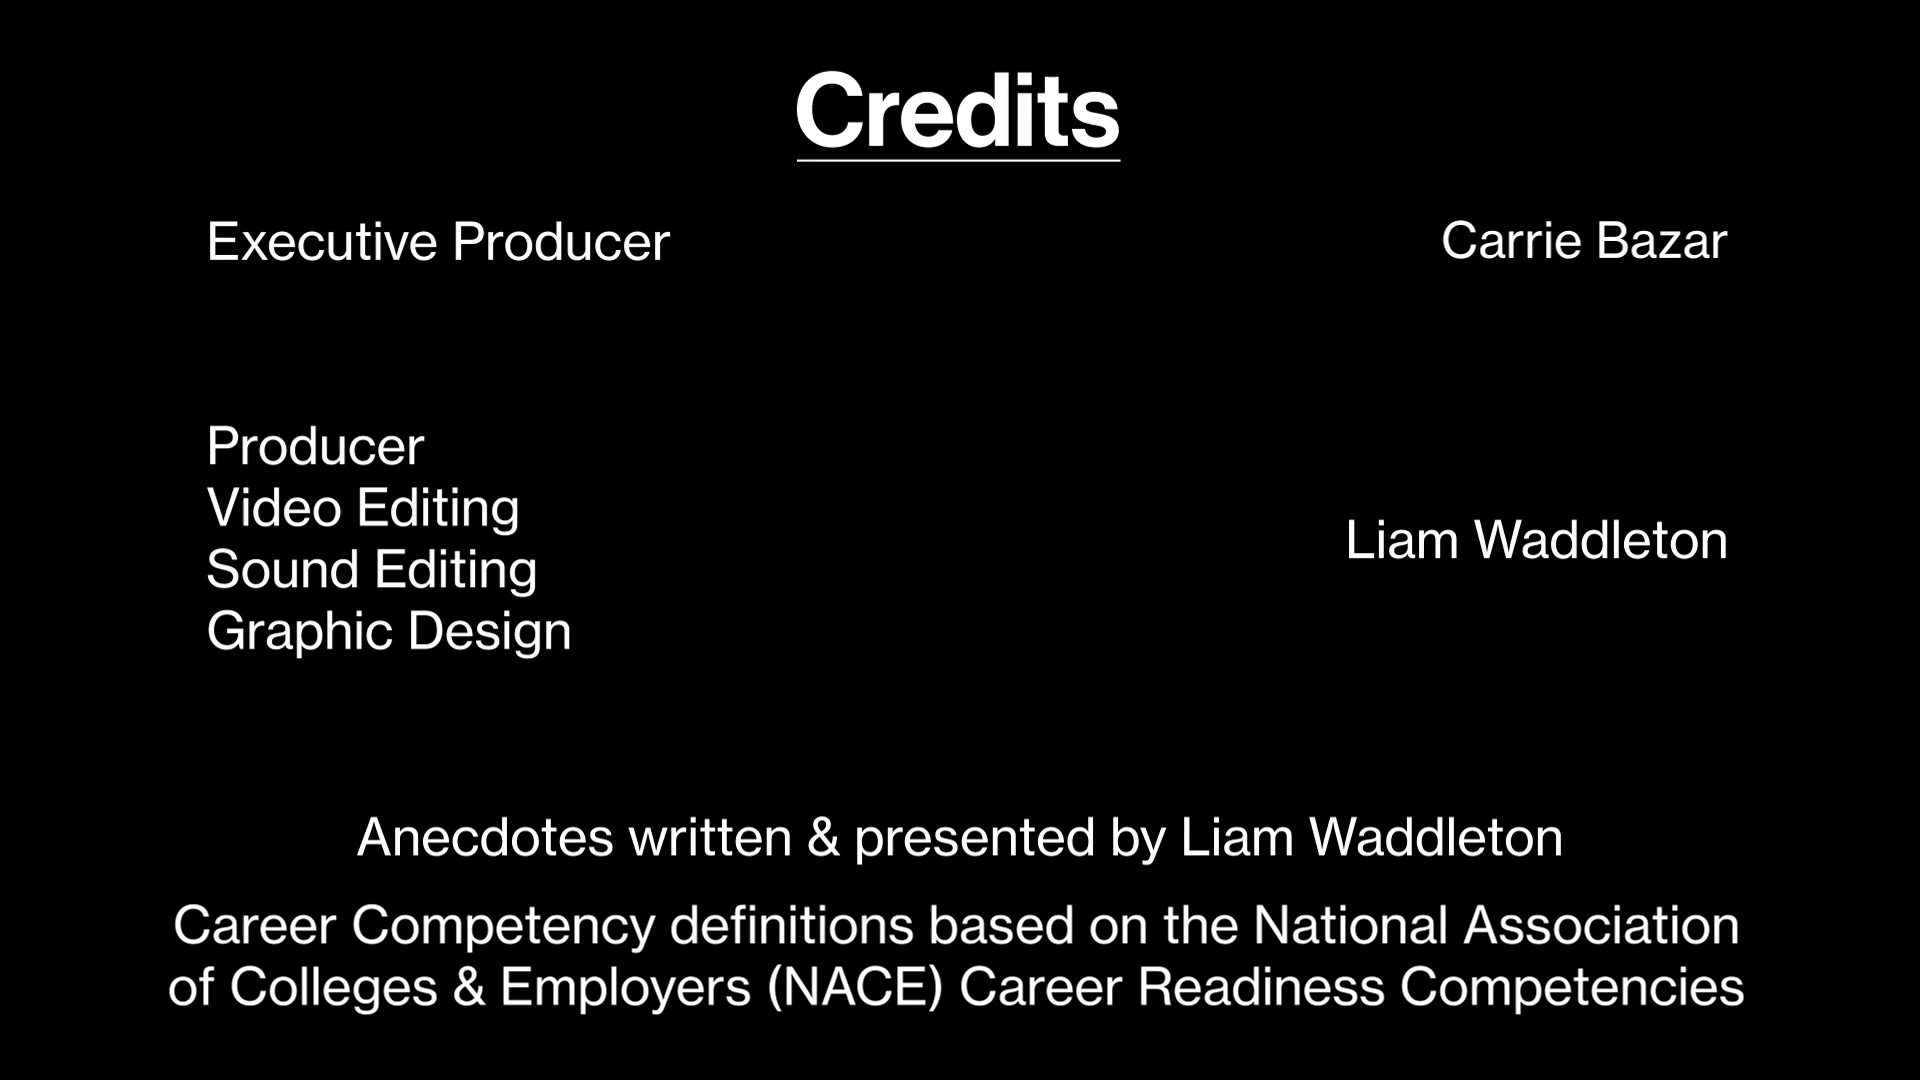 Credits
Executive Producer
Carrie Bazar
Producer
Video Editing
Sound Editing
Graphic Design
Liam Waddleton
Anecdotes written & presented by Liam Waddleton
Career Competency definitions based on the National Association
of Colleges & Employers (NACE) Career Readiness Competencies